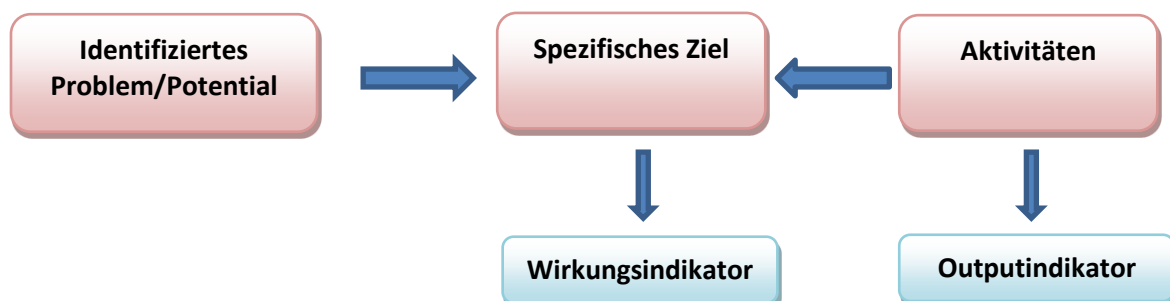 Identifiziertes
Problem/Potential
Spezifisches Ziel
Aktivitäten
Wirkungsindikator
Outputindikator